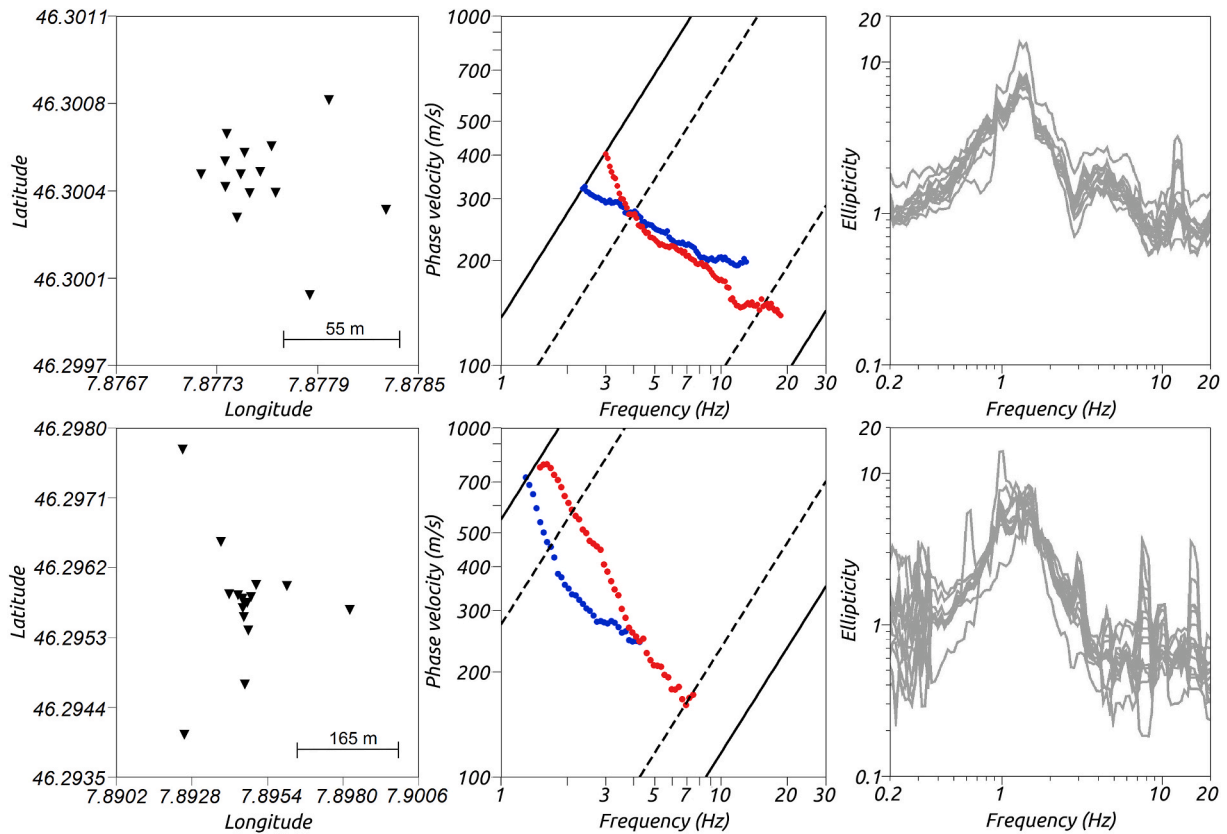 46.3011
46.3008
46.3004
46.3001
46.2997
Latitude
55 m
7.8767 7.8773 7.8779 7.8785
Longitude
1000
700
500
400
300
200
100
Phase velocity (m/s)
1 3 5 7 10 30
Frequency (Hz)
20
10
1
0.1
Ellipticity
0.2 1 10 20
Frequency (Hz)
46.2980
46.2971
46.2962
46.2953
46.2944
46.2935
Latitude
165 m
7.8902 7.8928 7.8954 7.8980 7.9006
Longitude
1000
700
500
400
300
200
100
Phase velocity (m/s)
1 3 5 7 10 30
Frequency (Hz)
20
10
1
0.1
Ellipticity
0.2 1 10 20
Frequency (Hz)